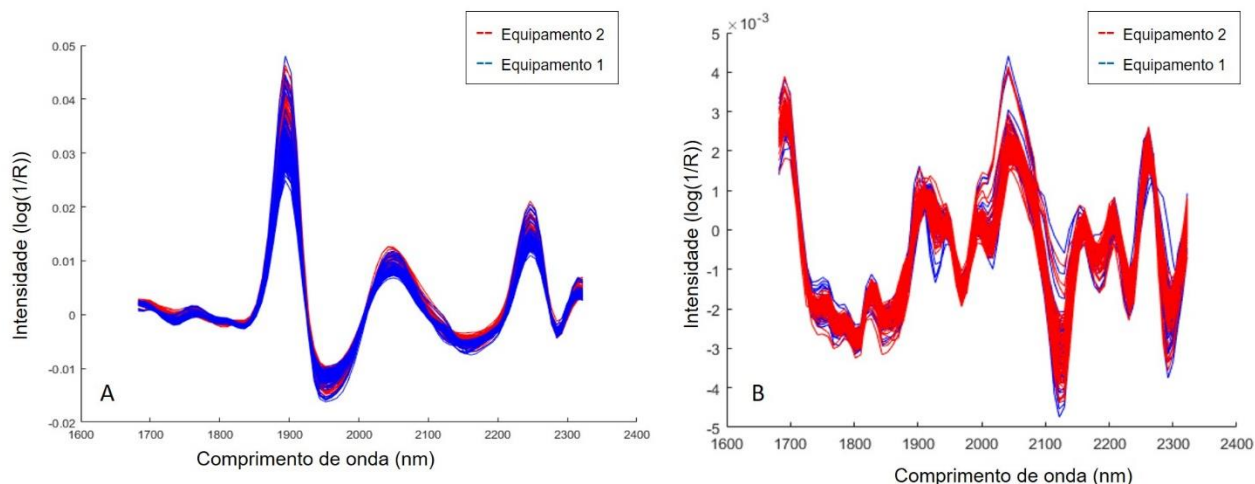 Equipamento 2
Equipamento 1
0.05
0.04
0.03
0.02
0.01
0
-0.01
-0.02
1600 1700 1800 1900 2000 2100 2200 2300 2400
Intensidade (log(1/R))
Comprimento de onda (nm)
A
×10⁻³
Equipamento 2
Equipamento 1
5
4
3
2
1
0
-1
-2
-3
-4
-5
1600 1700 1800 1900 2000 2100 2200 2300 2400
Intensidade (log(1/R))
Comprimento de onda (nm)
B